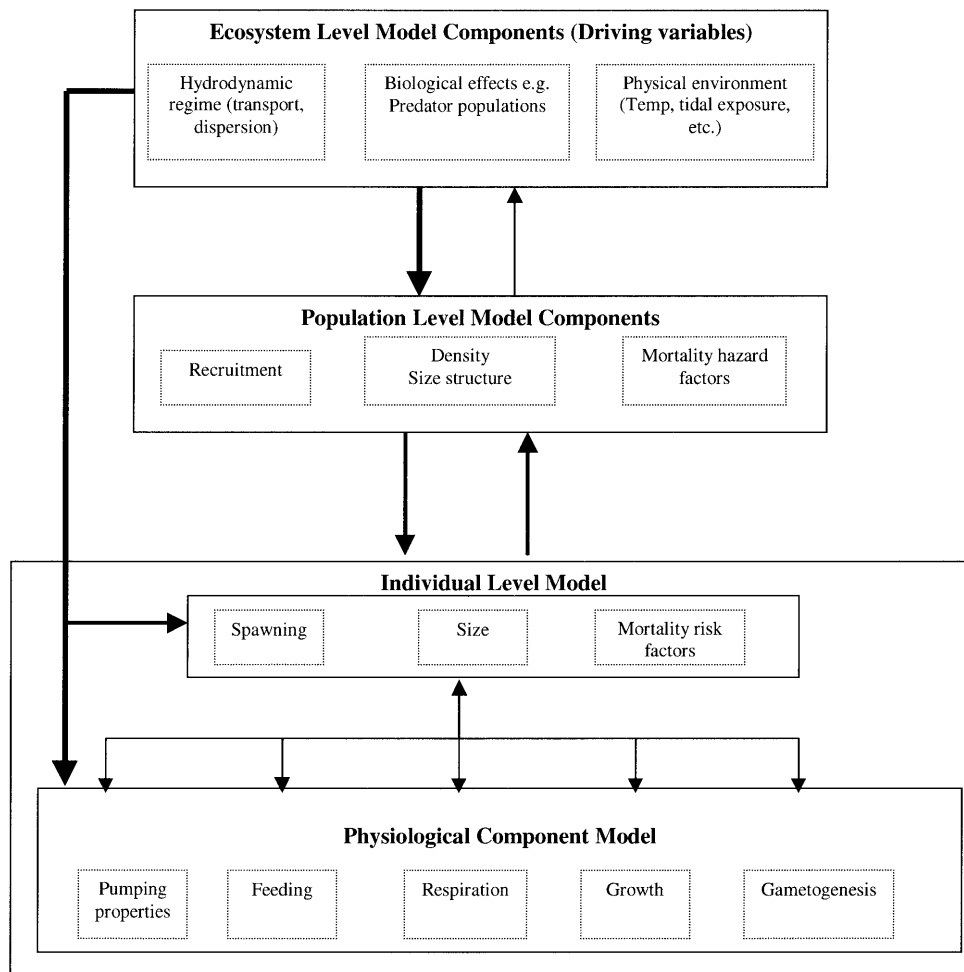 Ecosystem Level Model Components (Driving variables)
Hydrodynamic
regime (transport,
dispersion)
Biological effects e.g.
Predator populations
Physical environment
(Temp, tidal exposure,
etc.)
Population Level Model Components
Recruitment
Density
Size structure
Mortality hazard
factors
Individual Level Model
Spawning
Size
Mortality risk
factors
Physiological Component Model
Pumping
properties
Feeding
Respiration
Growth
Gametogenesis